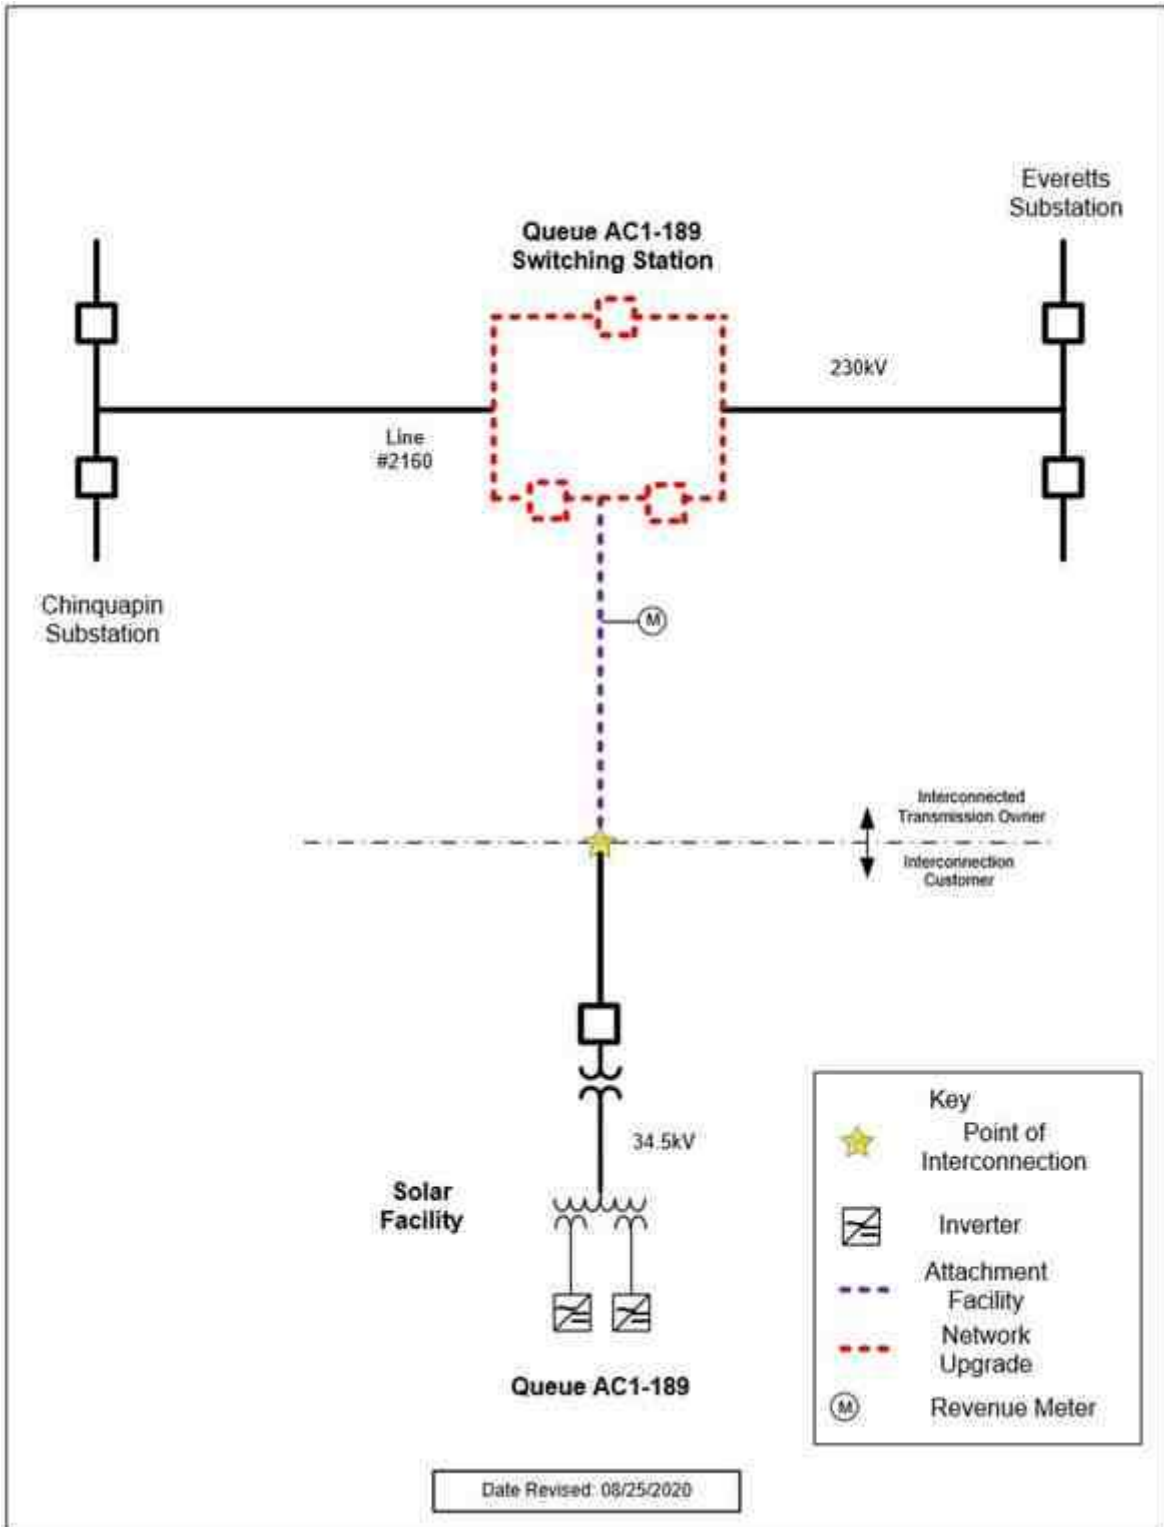 Everetts
Substation
Queue AC1-189
Switching Station
230kV
Line
#2160
Chinquapin
Substation
M
Interconnected
Transmission Owner
Interconnection
Customer
34.5kV
Solar
Facility
Queue AC1-189
Key
Point of
Interconnection
Inverter
Attachment
Facility
Network
Upgrade
M
Revenue Meter
Date Revised: 08/25/2020